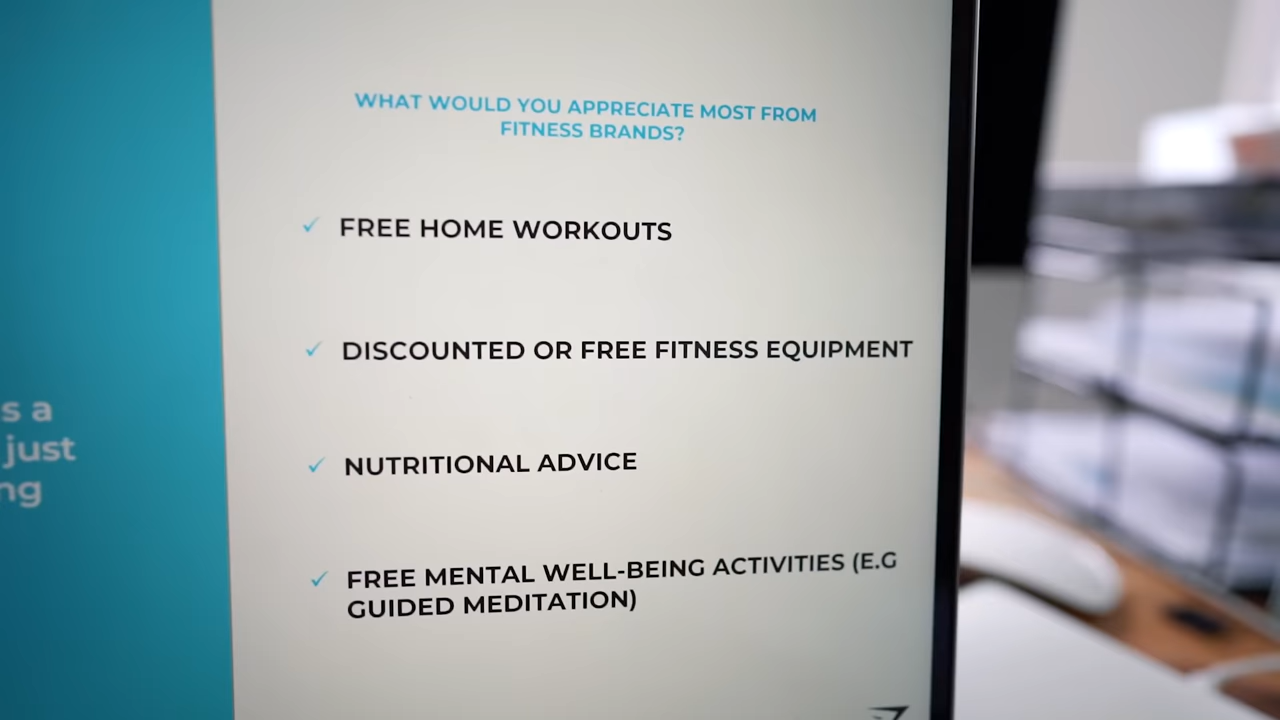 s a
just
ng
WHAT WOULD YOU APPRECIATE MOST FROM
FITNESS BRANDS?
FREE HOME WORKOUTS
DISCOUNTED OR FREE FITNESS EQUIPMENT
NUTRITIONAL ADVICE
FREE MENTAL WELL-BEING ACTIVITIES (E.G
GUIDED MEDITATION)